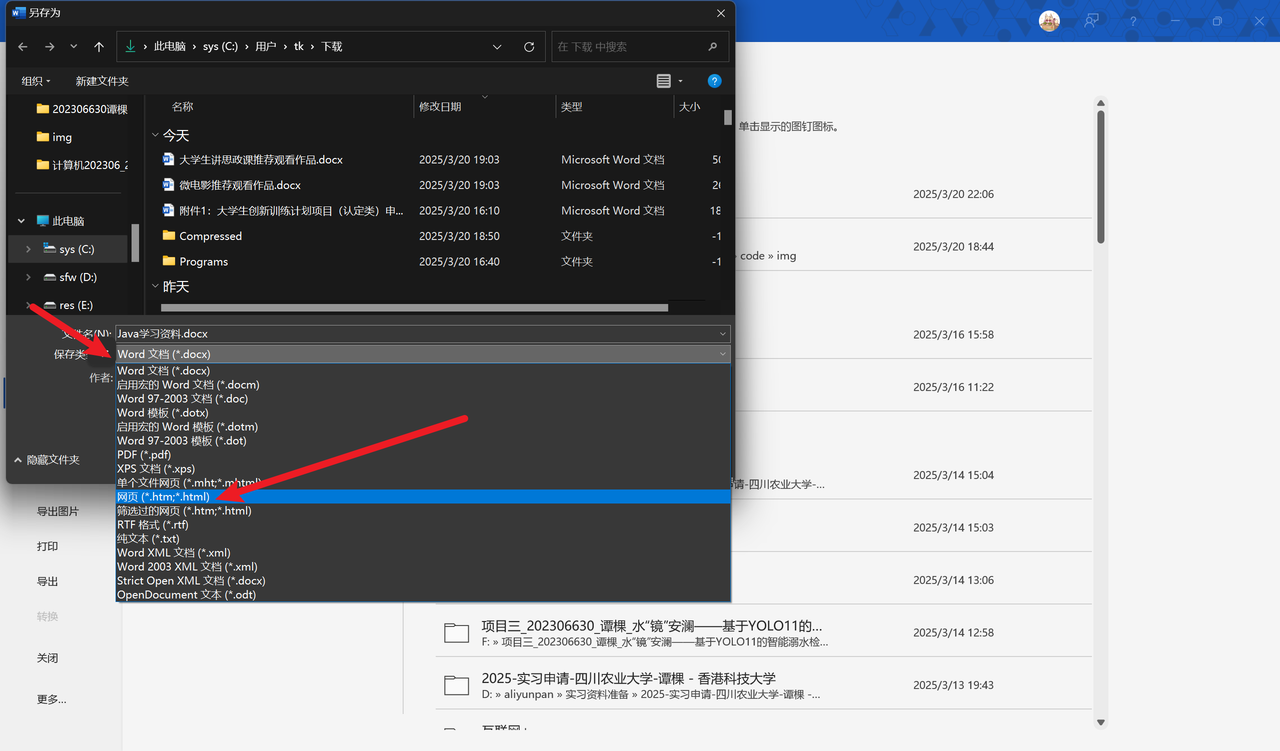 另存为
此电脑 › sys (C:) › 用户 › tk › 下载
在 下载 中搜索
组织 新建文件夹
?
202306630谭棵
img
计算机202306_2
此电脑
sys (C:)
sfw (D:)
res (E:)
名称 修改日期 类型 大小
今天
大学生讲思政课推荐观看作品.docx 2025/3/20 19:03 Microsoft Word 文档 50
微电影推荐观看作品.docx 2025/3/20 19:03 Microsoft Word 文档 26
附件1：大学生创新训练计划项目（认定类）申... 2025/3/20 16:10 Microsoft Word 文档 18
Compressed 2025/3/20 18:50 文件夹 -1
Programs 2025/3/20 16:40 文件夹 -1
昨天
文件名(N): Java学习资料.docx
保存类 Word 文档 (*.docx)
作者:
Word 文档 (*.docx)
启用宏的 Word 文档 (*.docm)
Word 97-2003 文档 (*.doc)
Word 模板 (*.dotx)
启用宏的 Word 模板 (*.dotm)
Word 97-2003 模板 (*.dot)
PDF (*.pdf)
XPS 文档 (*.xps)
单个文件网页 (*.mht;*.mhtml)
网页 (*.htm;*.html)
筛选过的网页 (*.htm;*.html)
RTF 格式 (*.rtf)
纯文本 (*.txt)
Word XML 文档 (*.xml)
Word 2003 XML 文档 (*.xml)
Strict Open XML 文档 (*.docx)
OpenDocument 文本 (*.odt)
隐藏文件夹
导出图片
打印
导出
转换
关闭
更多...
?
单击显示的图钉图标。
2025/3/20 22:06
2025/3/20 18:44
» code » img
2025/3/16 15:58
2025/3/16 11:22
2025/3/14 15:04
申请-四川农业大学-...
2025/3/14 15:03
2025/3/14 13:06
项目三_202306630_谭棵_水“镜”安澜——基于YOLO11的... 2025/3/14 12:58
F: » 项目三_202306630_谭棵_水“镜”安澜——基于YOLO11的智能溺水检...
2025-实习申请-四川农业大学-谭棵 - 香港科技大学 2025/3/13 19:43
D: » aliyunpan » 实习资料准备 » 2025-实习申请-四川农业大学-谭棵 -...